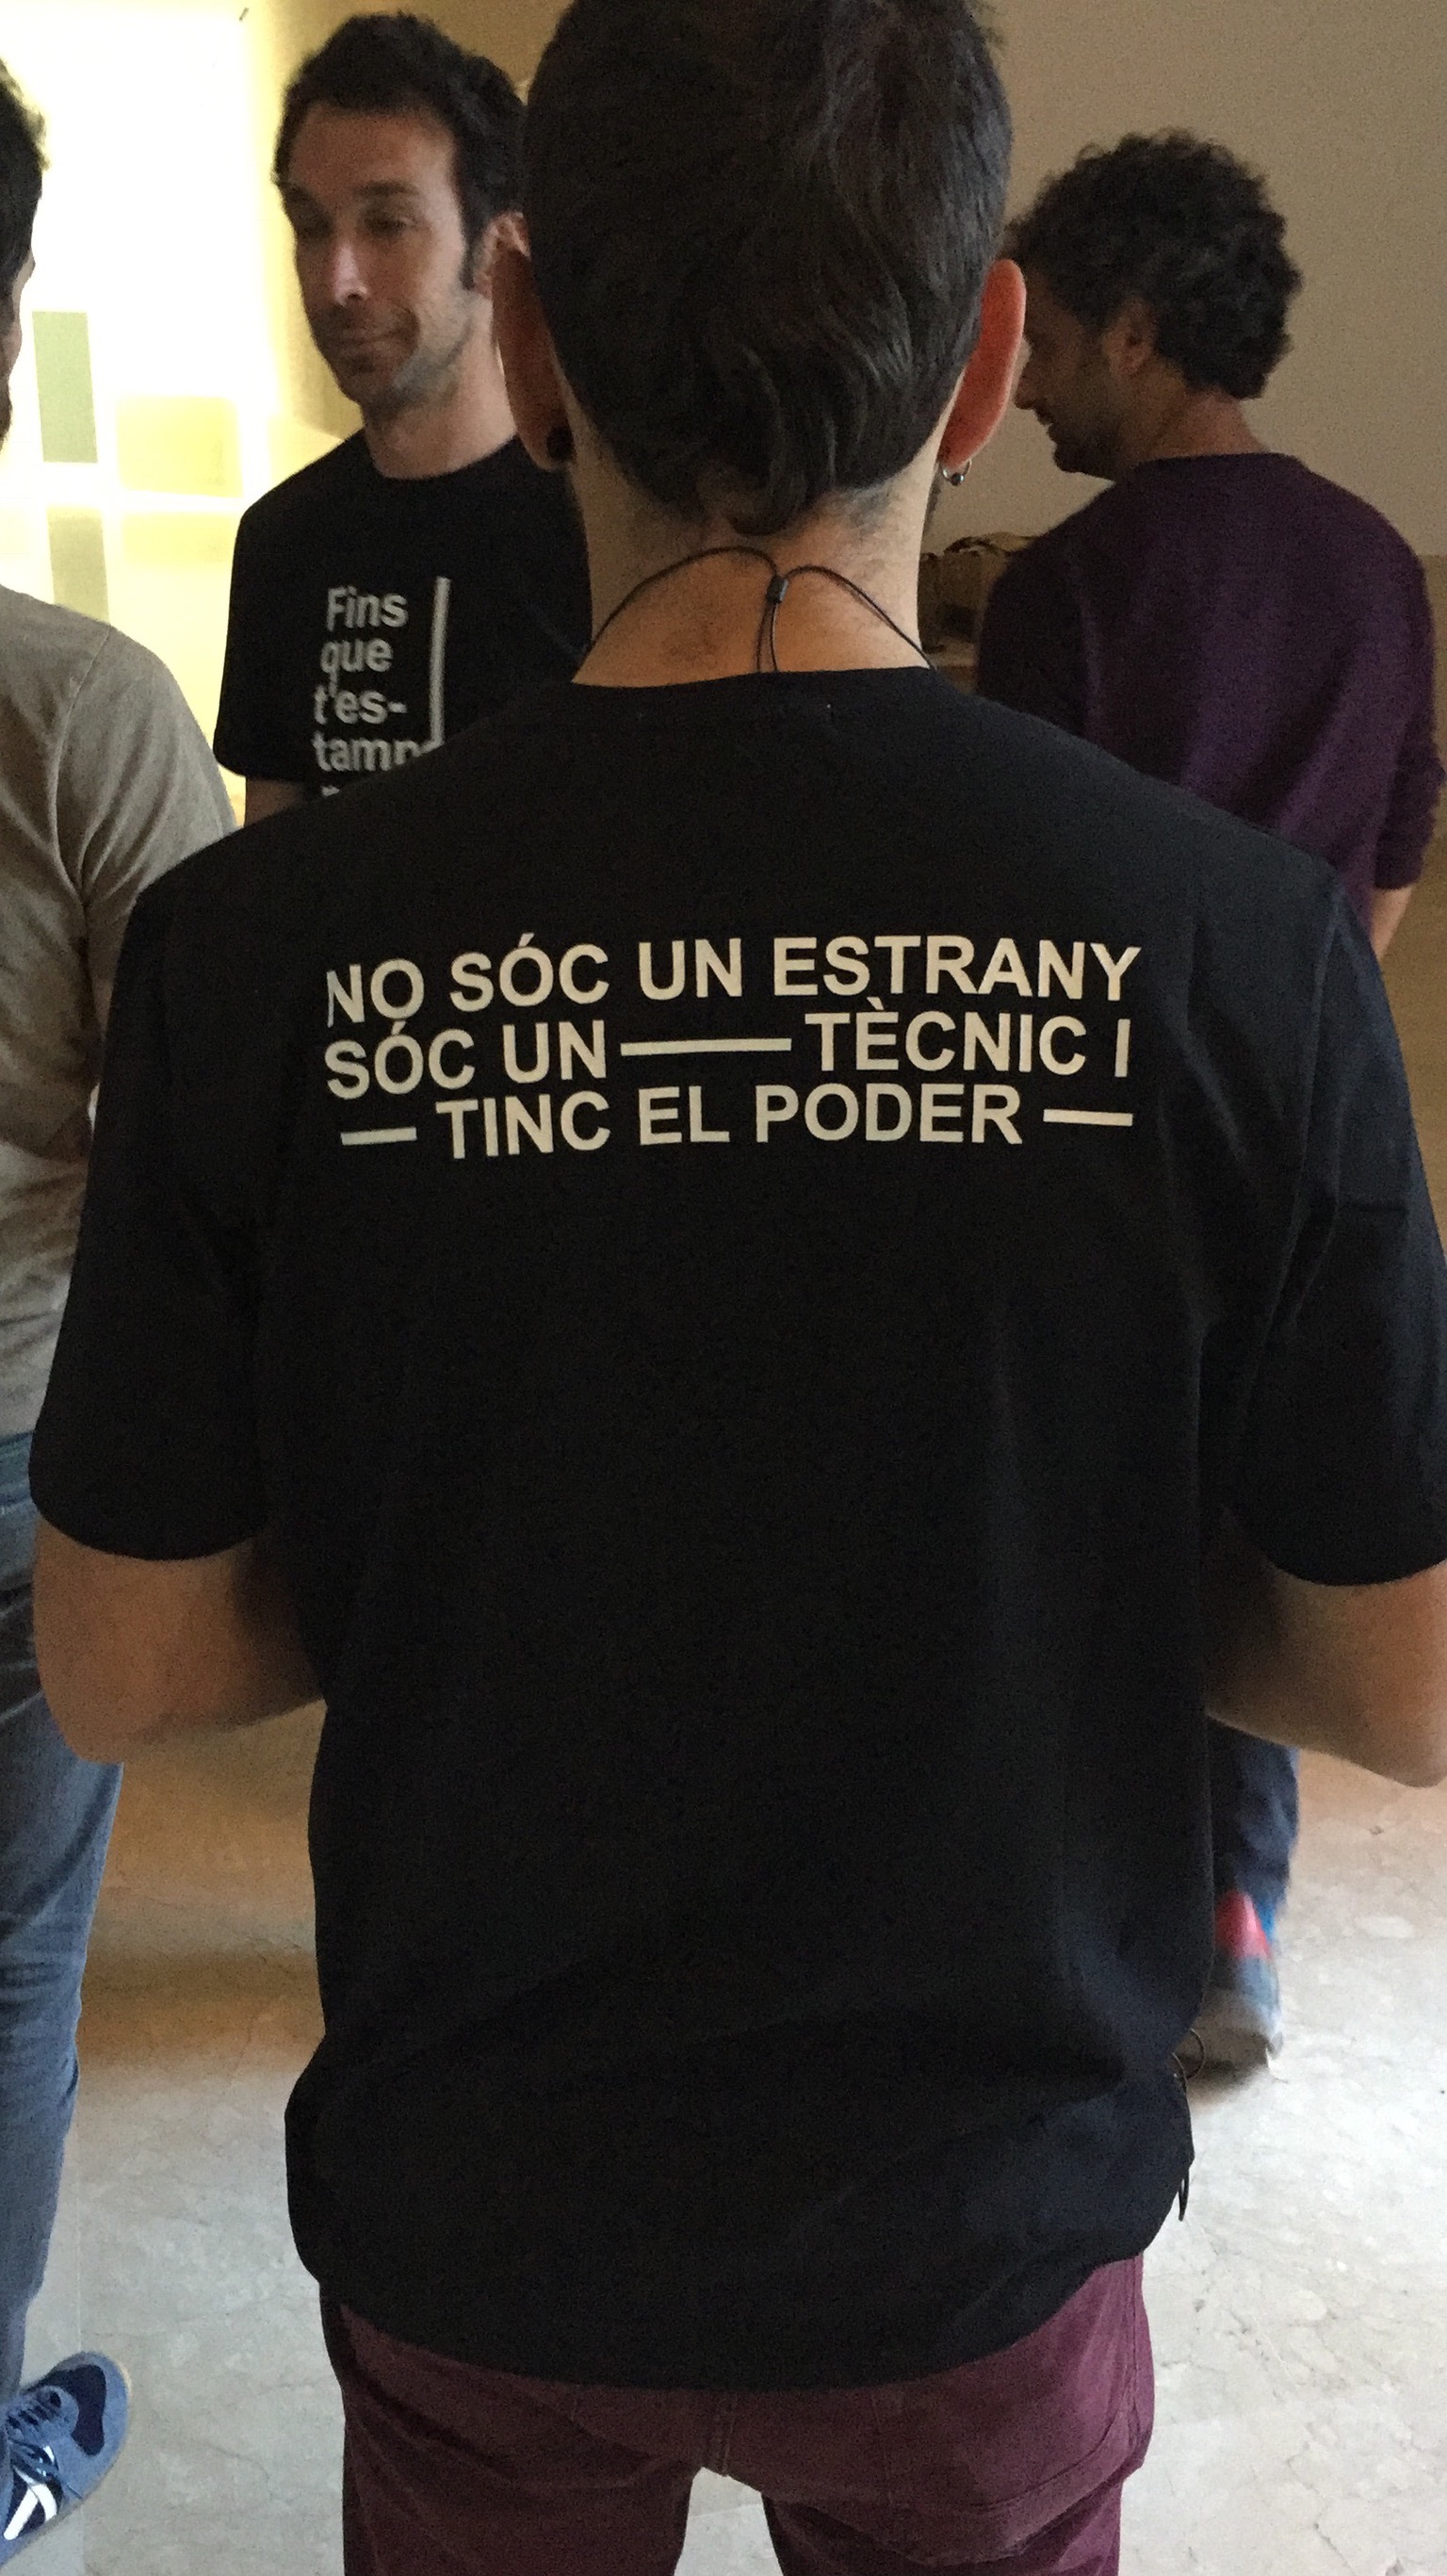 Fins
que
t'es-
NO SÓC UN ESTRANY
SÓC UN —— TÈCNIC I
— TINC EL PODER —